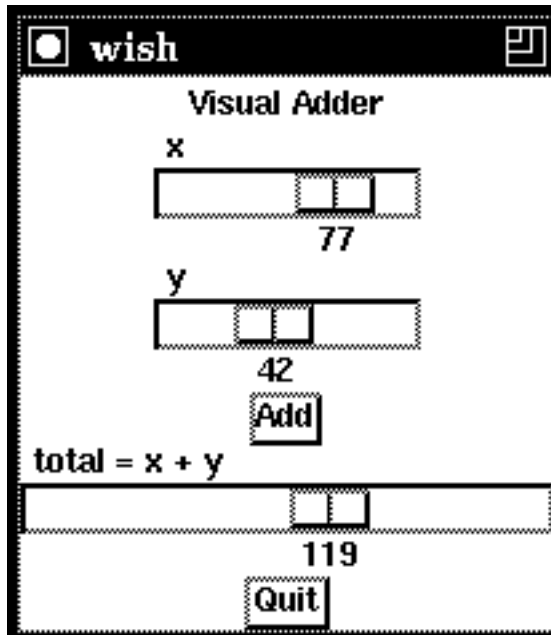 wish
Visual Adder
x
77
y
42
Add
total = x + y
119
Quit